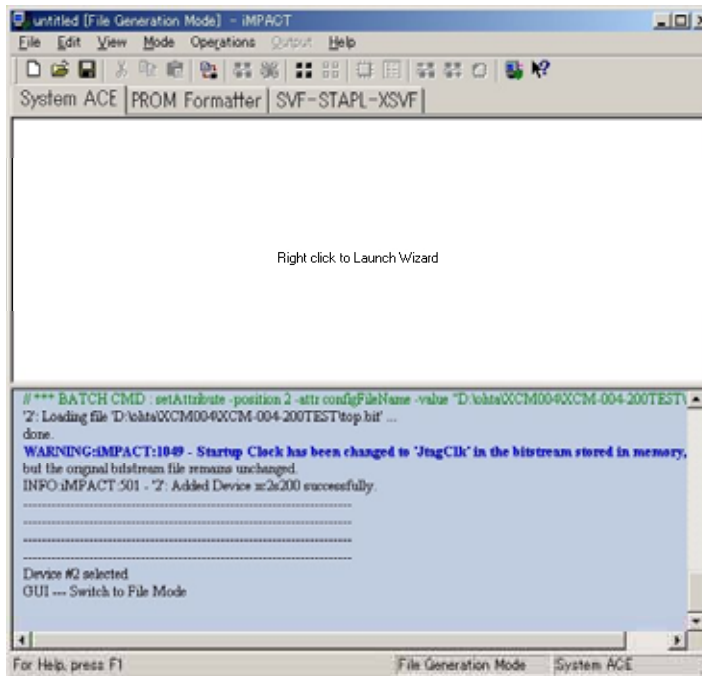 untitled [File Generation Mode] - iMPACT
File Edit View Mode Operations Output Help
System ACE PROM Formatter SVF-STAPL-XSVF
Right click to Launch Wizard
// *** BATCH CMD : setAttribute -position 2 -attr configFileName -value "D:\ohta\XCM004\XCM-004-200TEST\
'2': Loading file 'D:\ohta\XCM004\XCM-004-200TEST\top.bit' ...
done.
WARNING:iMPACT:1049 - Startup Clock has been changed to 'JtagClk' in the bitstream stored in memory,
but the original bitstream file remains unchanged.
INFO:iMPACT:501 - '2': Added Device xc2s200 successfully.
----------------------------------------------------------------------
----------------------------------------------------------------------
----------------------------------------------------------------------
----------------------------------------------------------------------
Device #2 selected
GUI --- Switch to File Mode
For Help, press F1 File Generation Mode System ACE